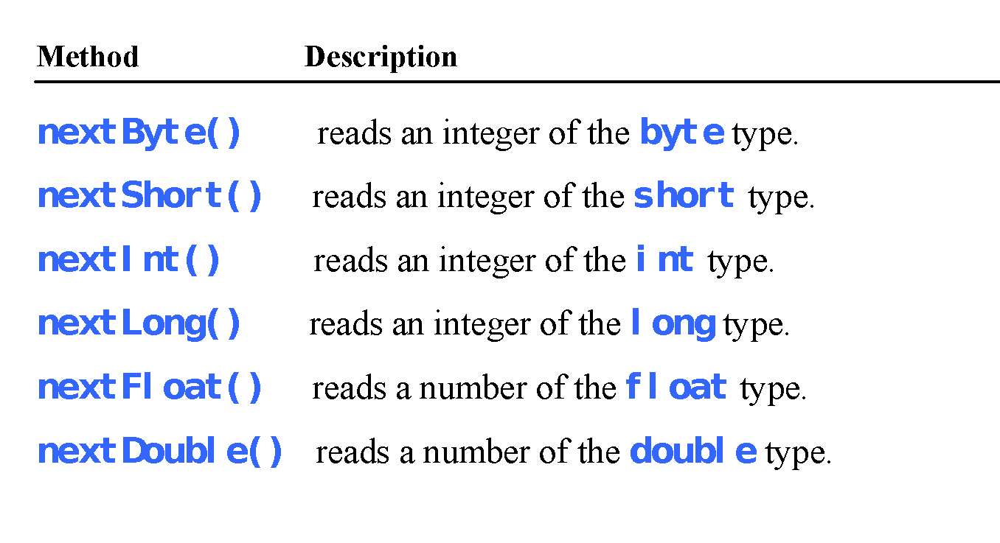 Method Description
nextByte() reads an integer of the byte type.
nextShort() reads an integer of the short type.
nextInt() reads an integer of the int type.
nextLong() reads an integer of the long type.
nextFloat() reads a number of the float type.
nextDouble() reads a number of the double type.